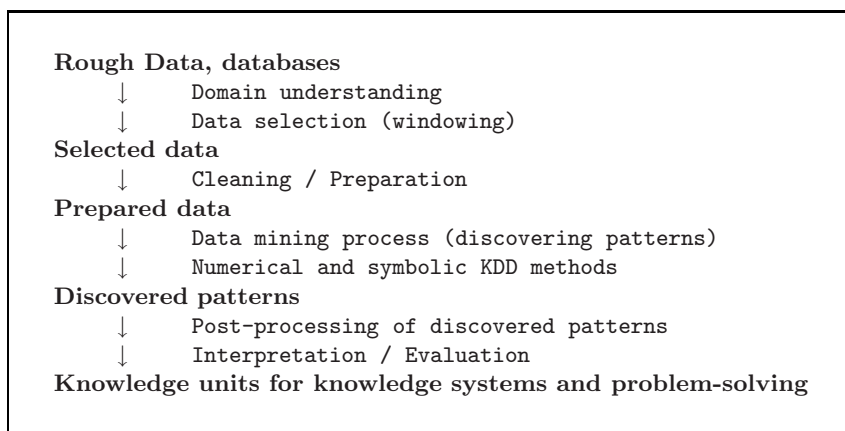 Rough Data, databases
↓ Domain understanding
↓ Data selection (windowing)
Selected data
↓ Cleaning / Preparation
Prepared data
↓ Data mining process (discovering patterns)
↓ Numerical and symbolic KDD methods
Discovered patterns
↓ Post-processing of discovered patterns
↓ Interpretation / Evaluation
Knowledge units for knowledge systems and problem-solving